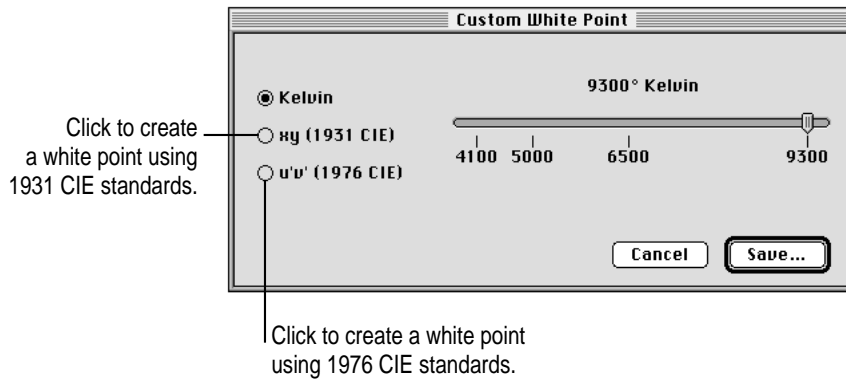 Custom White Point
Kelvin
xy (1931 CIE)
u'v' (1976 CIE)
9300° Kelvin
4100 5000 6500 9300
Cancel Save...
Click to create
a white point using
1931 CIE standards.
Click to create a white point
using 1976 CIE standards.